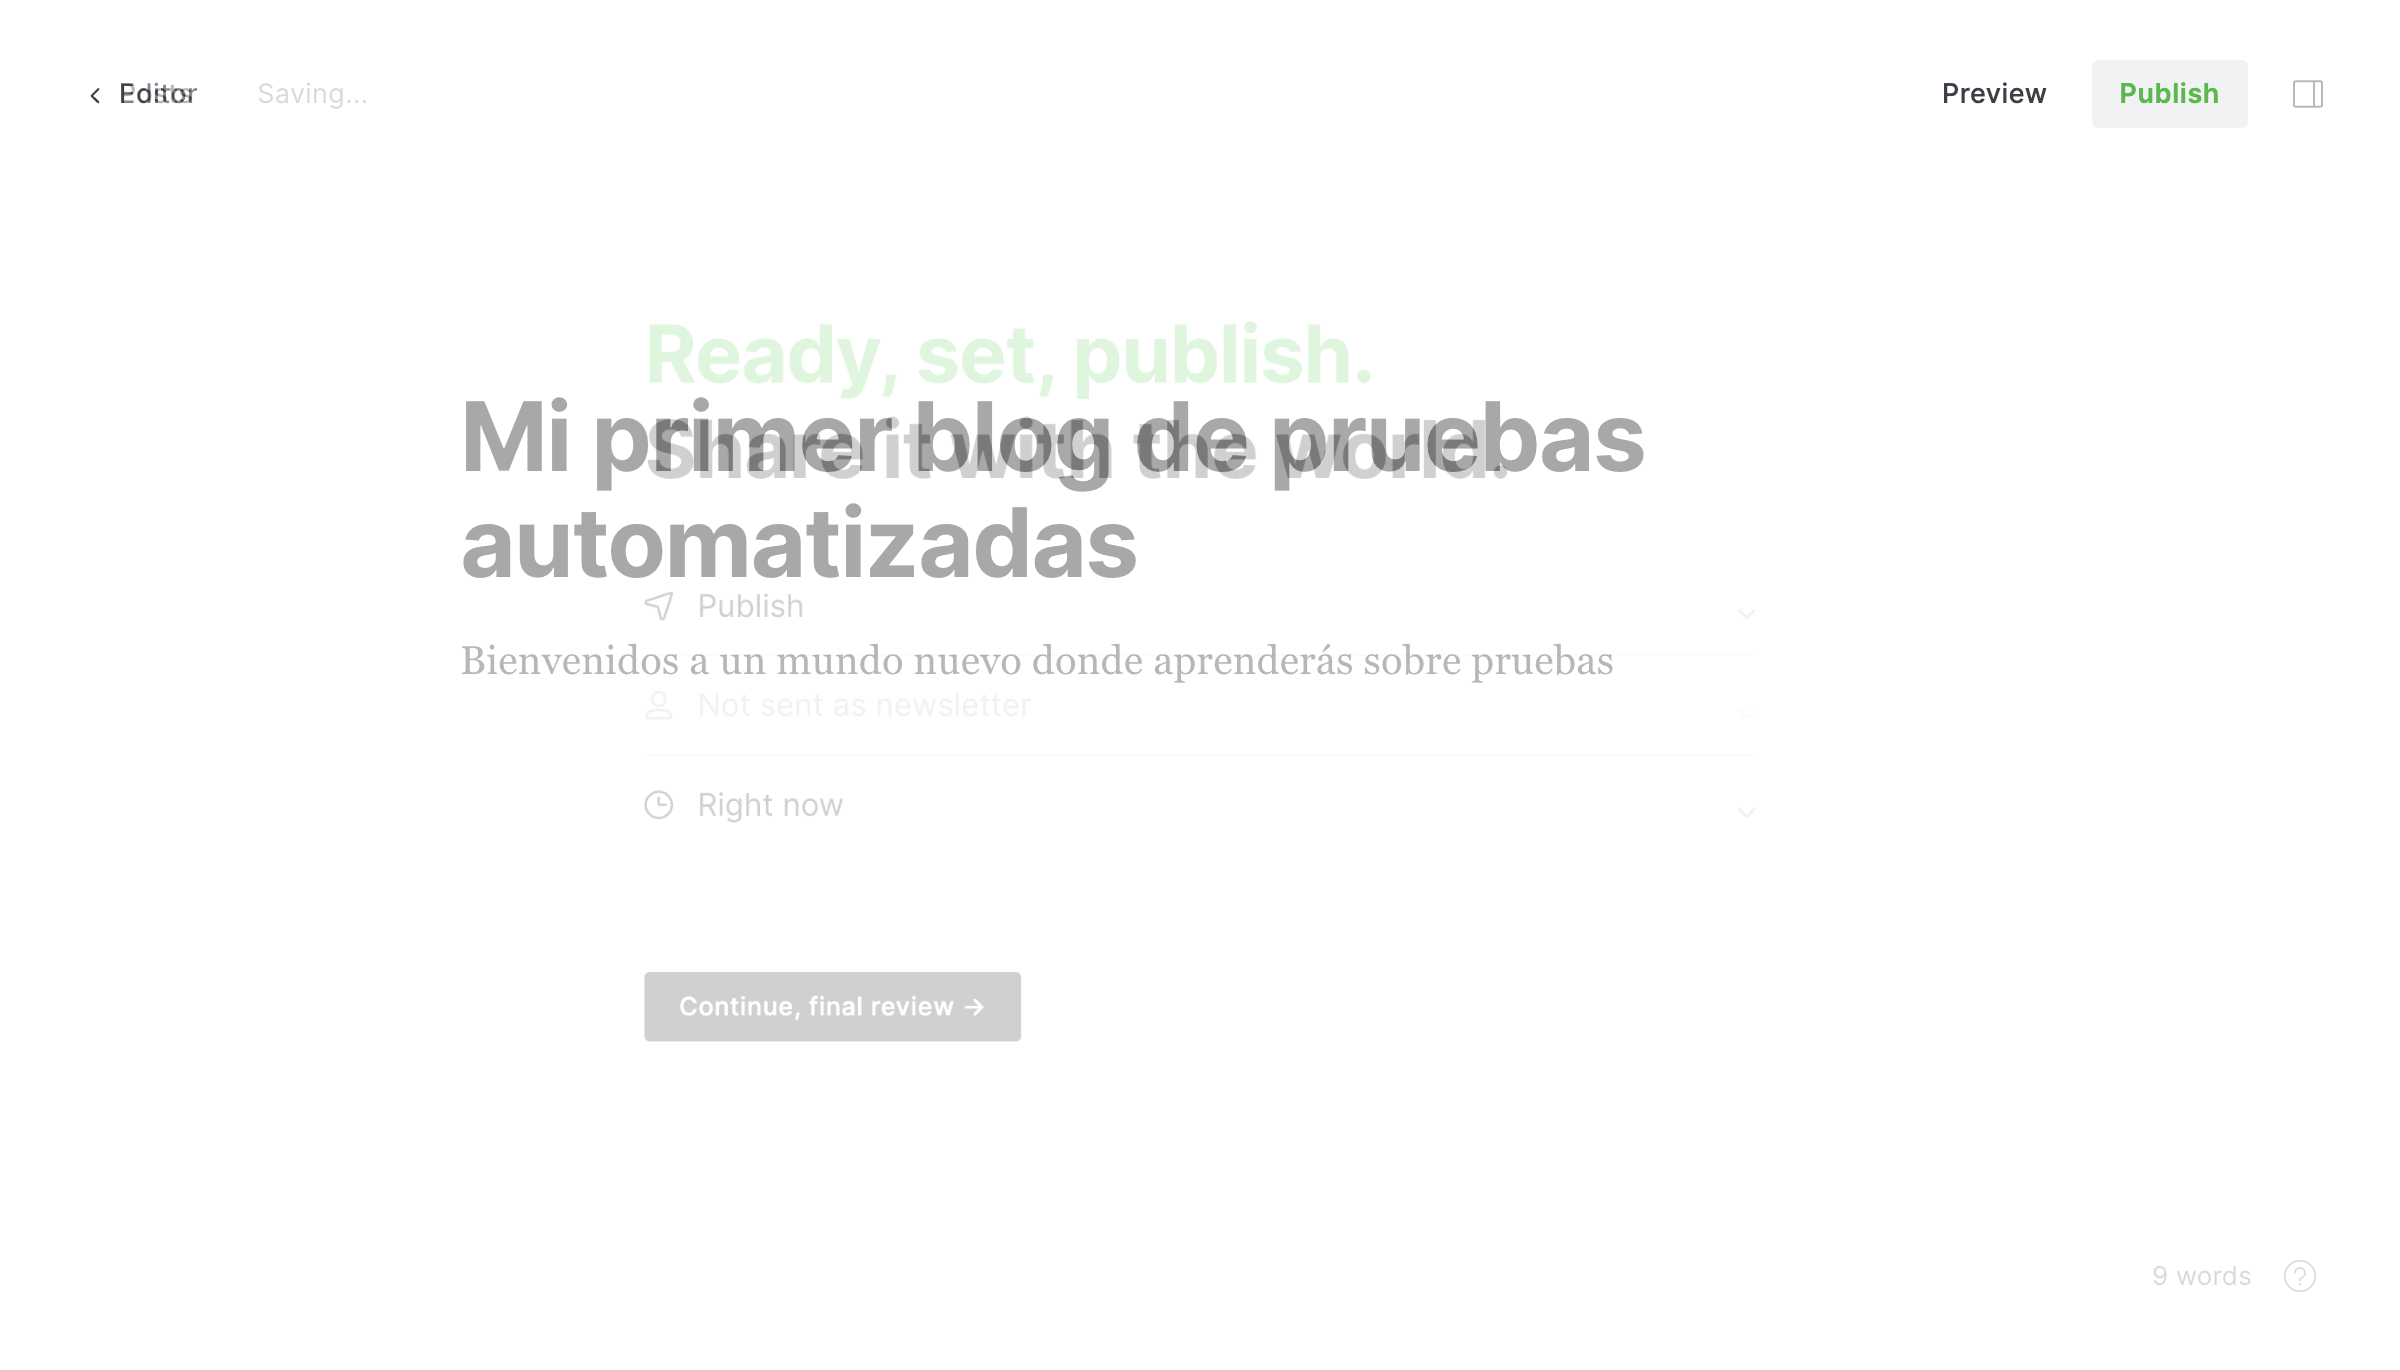 Editor
Saving...
Preview
Publish
Ready, set, publish.
Share it with the world.
Mi primer blog de pruebas
automatizadas
Publish
Bienvenidos a un mundo nuevo donde aprenderás sobre pruebas
Not sent as newsletter
Right now
Continue, final review →
9 words